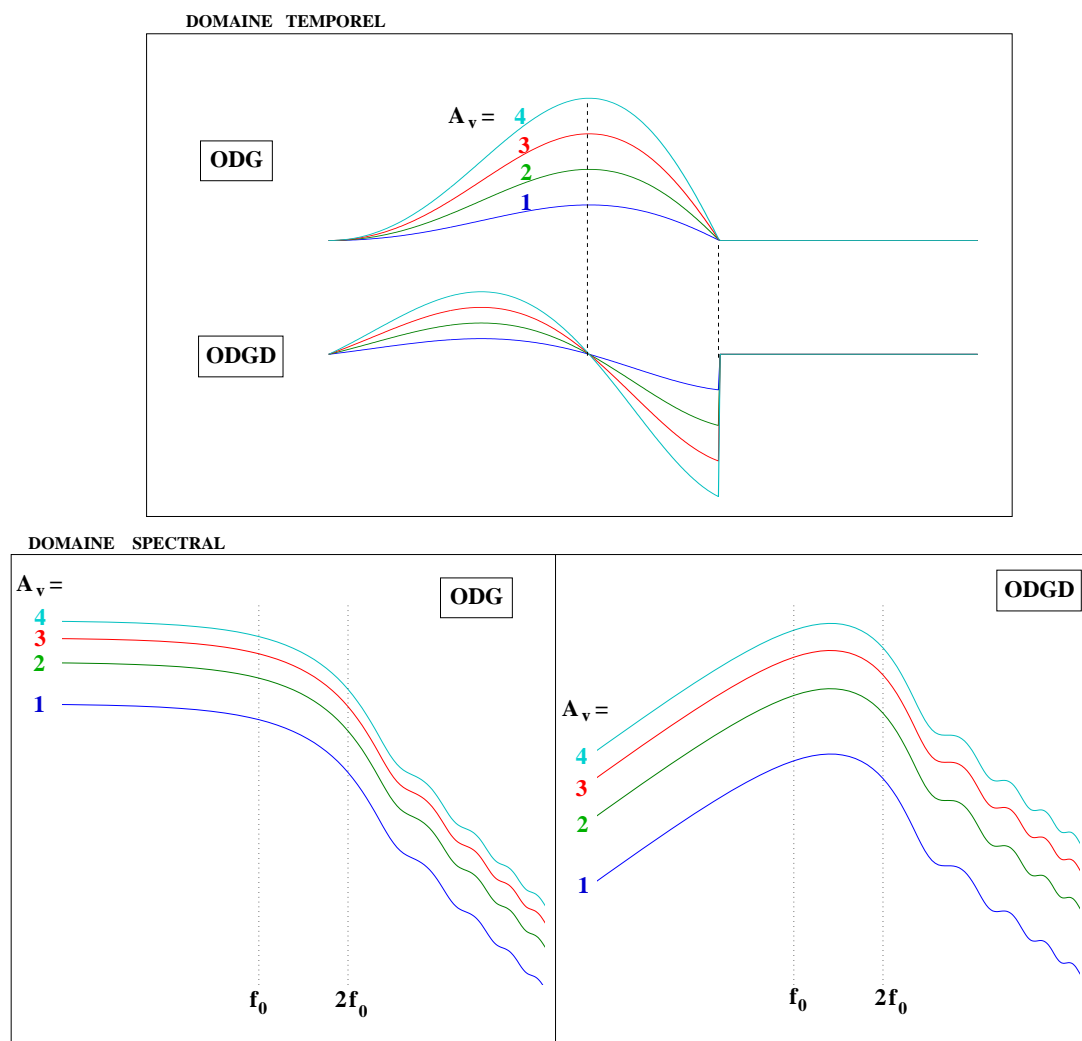 DOMAINE TEMPOREL
A v = 4
3
2
1
ODG
ODGD
DOMAINE SPECTRAL
A v =
4
3
2
1
ODG
f 0
2f 0
ODGD
A v =
4
3
2
1
f 0
2f 0